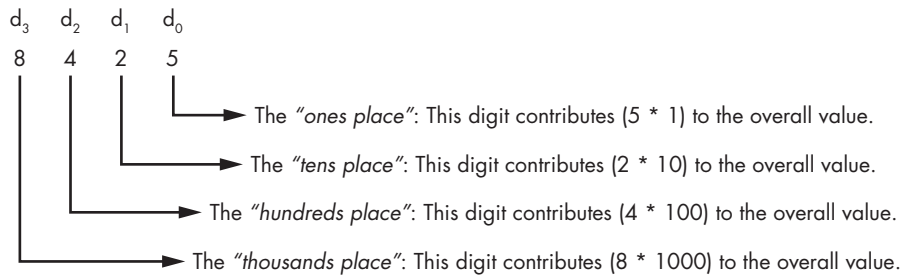 d₃ d₂ d₁ d₀
8 4 2 5
The “ones place”: This digit contributes (5 * 1) to the overall value.
The “tens place”: This digit contributes (2 * 10) to the overall value.
The “hundreds place”: This digit contributes (4 * 100) to the overall value.
The “thousands place”: This digit contributes (8 * 1000) to the overall value.